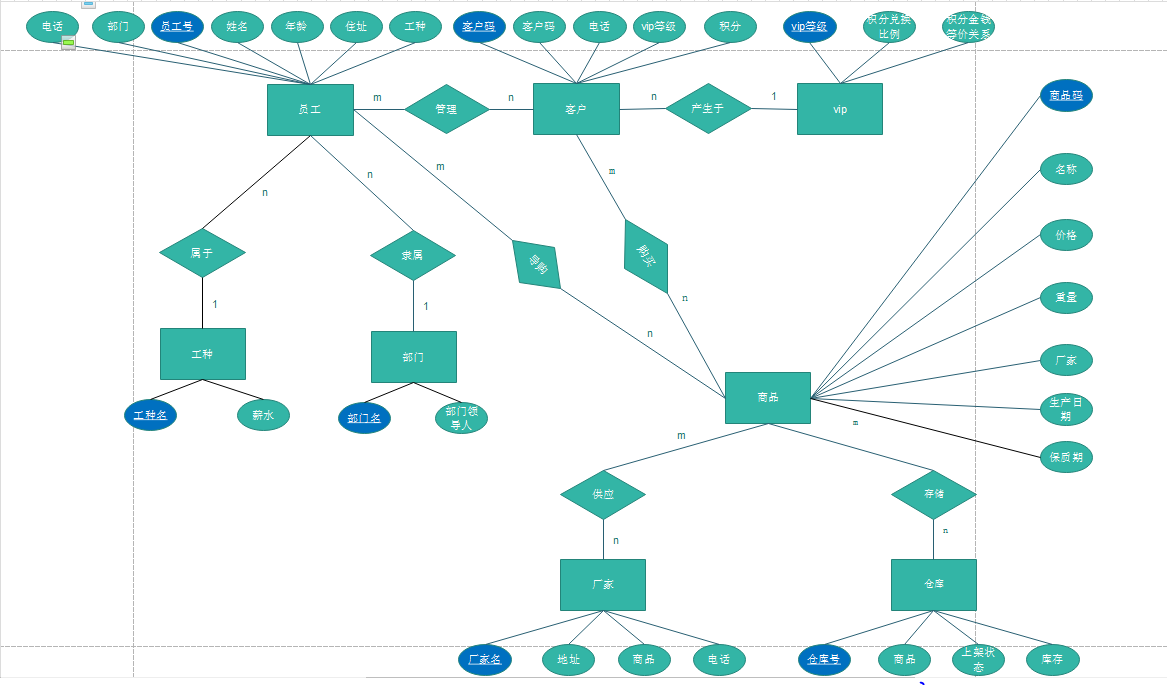 电话
部门
员工号
姓名
年龄
住址
工种
客户码
客户码
电话
vip等级
积分
vip等级
积分兑换
比例
积分金钱
等价关系
员工
m
管理
n
客户
n
产生于
1
vip
商品码
名称
价格
重量
厂家
生产日
期
保质期
n
n
m
m
属于
隶属
导购
购买
1
1
n
n
工种
部门
商品
工种名
薪水
部门名
部门领
导人
m
m
供应
存储
n
n
厂家
仓库
厂家名
地址
商品
电话
仓库号
商品
上架状
态
库存